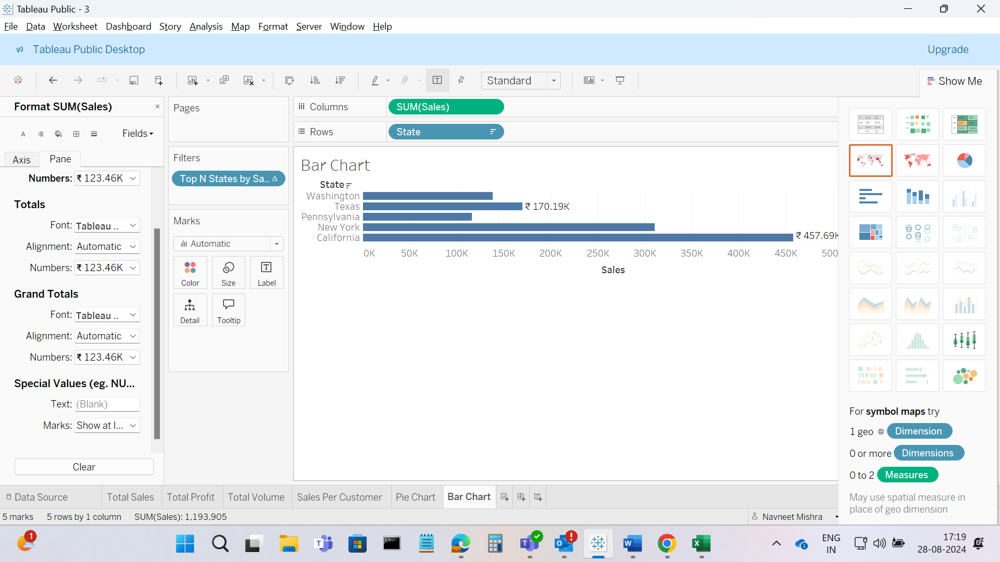 Tableau Public - 3
File Data Worksheet Dashboard Story Analysis Map Format Server Window Help
Tableau Public Desktop
Upgrade
Standard
Show Me
Format SUM(Sales)
Fields
Axis
Pane
Numbers: ₹ 123.46K
Totals
Font: Tableau ..
Alignment: Automatic
Numbers: ₹ 123.46K
Grand Totals
Font: Tableau ..
Alignment: Automatic
Numbers: ₹ 123.46K
Special Values (eg. NU...
Text: (Blank)
Marks: Show at I...
Clear
Pages
Filters
Top N States by Sa.. Δ
Marks
Automatic
Color
Size
Label
Detail
Tooltip
Columns
SUM(Sales)
Rows
State
Bar Chart
State
Washington
Texas
₹ 170.19K
Pennsylvania
New York
California
₹ 457.69K
0K 50K 100K 150K 200K 250K 300K 350K 400K 450K 500
Sales
For symbol maps try
1 geo Dimension
0 or more Dimensions
0 to 2 Measures
May use spatial measure in
place of geo dimension
Data Source
Total Sales
Total Profit
Total Volume
Sales Per Customer
Pie Chart
Bar Chart
5 marks 5 rows by 1 column SUM(Sales): 1,193,905
Navneet Mishra
1
ENG
IN
17:19
28-08-2024